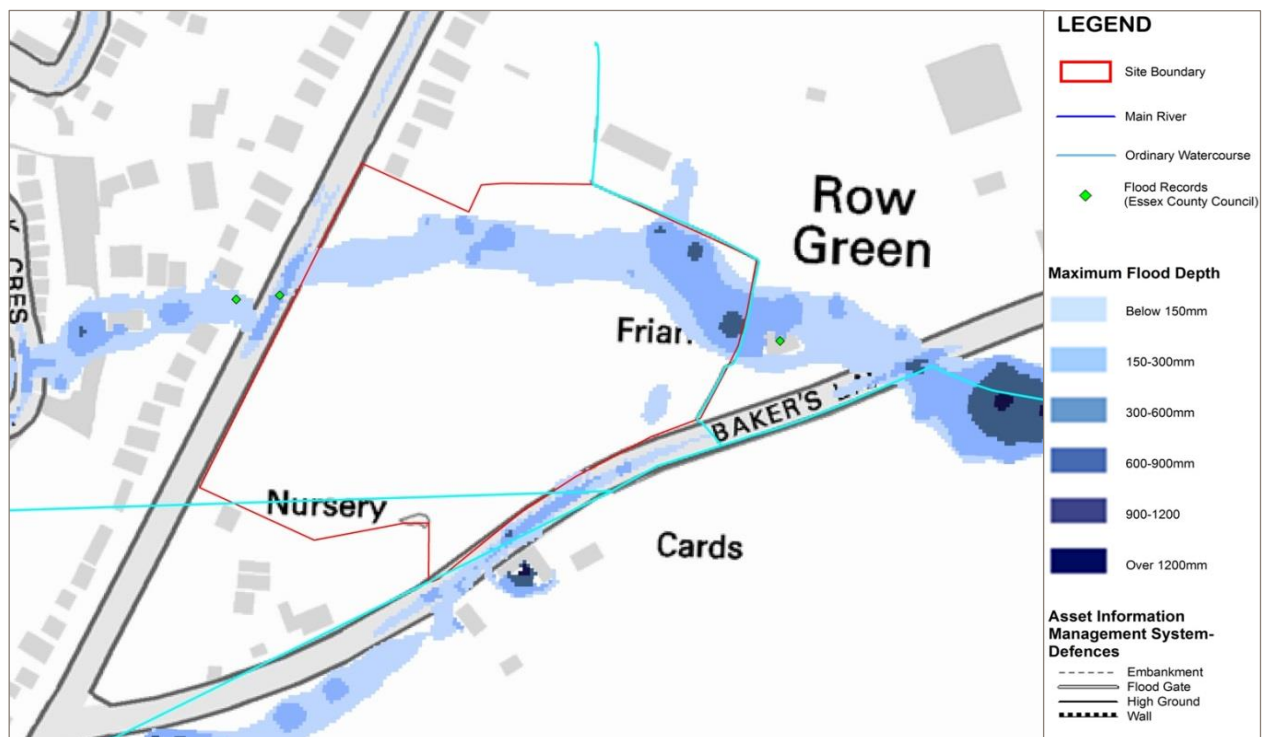 Row
Green
Friar.
BAKER'S
Nursery
Cards
CRES
LEGEND
Site Boundary
Main River
Ordinary Watercourse
Flood Records
(Essex County Council)
Maximum Flood Depth
Below 150mm
150-300mm
300-600mm
600-900mm
900-1200
Over 1200mm
Asset Information
Management System-
Defences
Embankment
Flood Gate
High Ground
Wall